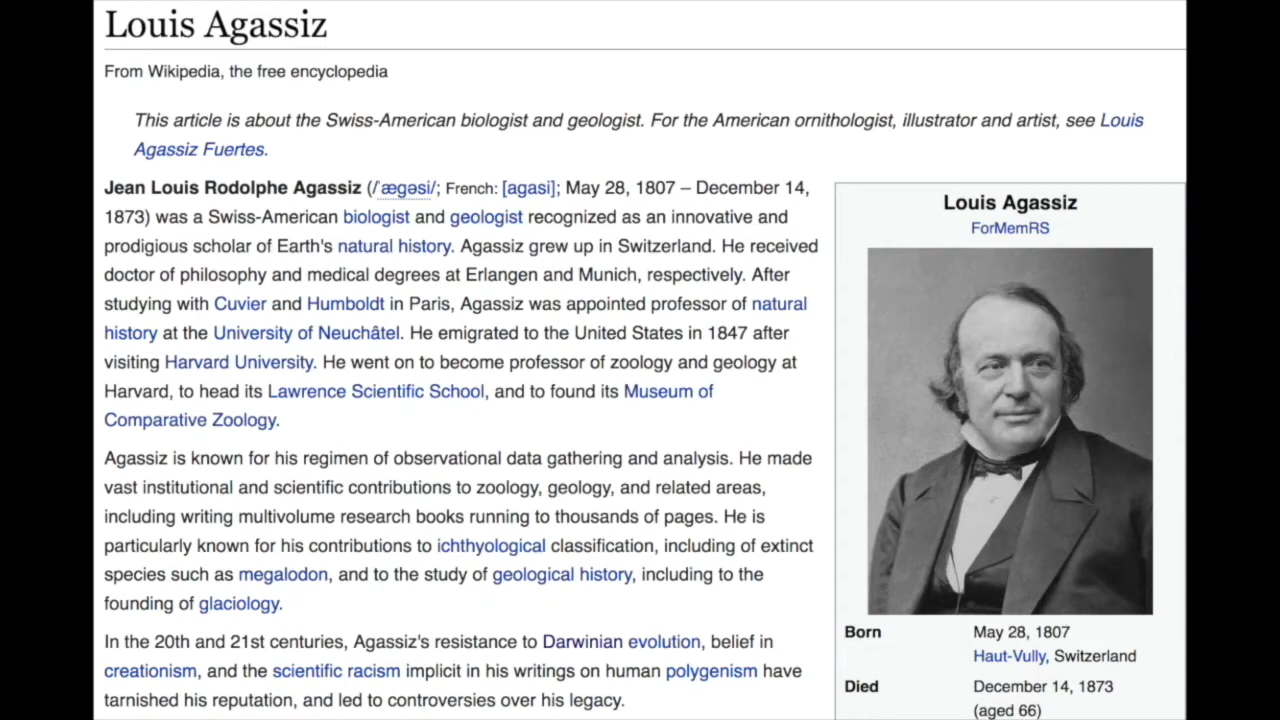 Louis Agassiz
From Wikipedia, the free encyclopedia
This article is about the Swiss-American biologist and geologist. For the American ornithologist, illustrator and artist, see Louis
Agassiz Fuertes.
Jean Louis Rodolphe Agassiz (/ˈæɡəsi/; French: [aɡasi]; May 28, 1807 – December 14,
1873) was a Swiss-American biologist and geologist recognized as an innovative and
prodigious scholar of Earth's natural history. Agassiz grew up in Switzerland. He received
doctor of philosophy and medical degrees at Erlangen and Munich, respectively. After
studying with Cuvier and Humboldt in Paris, Agassiz was appointed professor of natural
history at the University of Neuchâtel. He emigrated to the United States in 1847 after
visiting Harvard University. He went on to become professor of zoology and geology at
Harvard, to head its Lawrence Scientific School, and to found its Museum of
Comparative Zoology.
Agassiz is known for his regimen of observational data gathering and analysis. He made
vast institutional and scientific contributions to zoology, geology, and related areas,
including writing multivolume research books running to thousands of pages. He is
particularly known for his contributions to ichthyological classification, including of extinct
species such as megalodon, and to the study of geological history, including to the
founding of glaciology.
In the 20th and 21st centuries, Agassiz's resistance to Darwinian evolution, belief in
creationism, and the scientific racism implicit in his writings on human polygenism have
tarnished his reputation, and led to controversies over his legacy.
Louis Agassiz
ForMemRS
Born May 28, 1807
Haut-Vully, Switzerland
Died December 14, 1873
(aged 66)